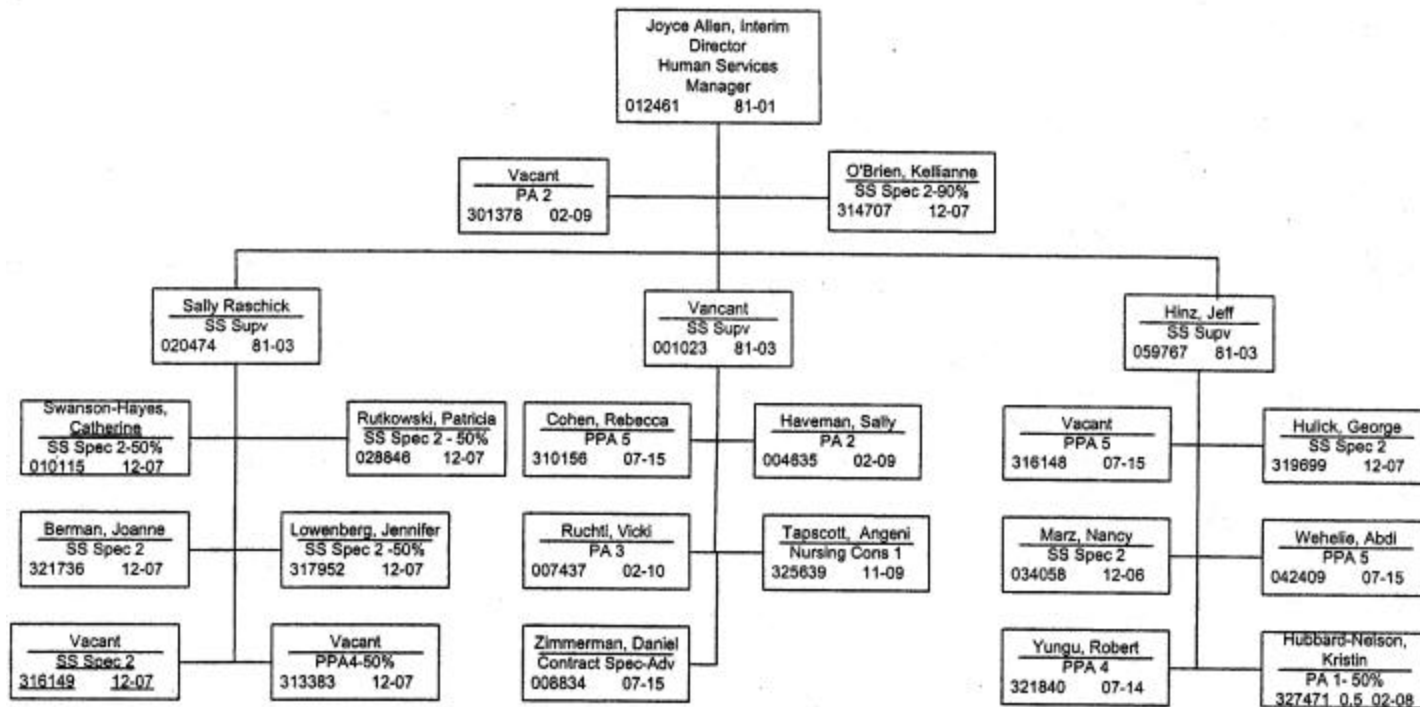 Joyce Allen, Interim
Director
Human Services
Manager
012461 81-01
Vacant
PA 2
301378 02-09
O'Brien, Kellianne
SS Spec 2-90%
314707 12-07
Sally Raschick
SS Supv
020474 81-03
Vancant
SS Supv
001023 81-03
Hinz, Jeff
SS Supv
059767 81-03
Swanson-Hayes,
Catherine
SS Spec 2-50%
010115 12-07
Rutkowski, Patricia
SS Spec 2 - 50%
028846 12-07
Cohen, Rebecca
PPA 5
310156 07-15
Haveman, Sally
PA 2
004635 02-09
Vacant
PPA 5
316148 07-15
Hulick, George
SS Spec 2
319699 12-07
Berman, Joanne
SS Spec 2
321736 12-07
Lowenberg, Jennifer
SS Spec 2 -50%
317952 12-07
Ruchti, Vicki
PA 3
007437 02-10
Tapscott, Angeni
Nursing Cons 1
325639 11-09
Marz, Nancy
SS Spec 2
034058 12-06
Wehelie, Abdi
PPA 5
042409 07-15
Vacant
SS Spec 2
316149 12-07
Vacant
PPA4-50%
313383 12-07
Zimmerman, Daniel
Contract Spec-Adv
008834 07-15
Yungu, Robert
PPA 4
321840 07-14
Hubbard-Nelson,
Kristin
PA 1- 50%
327471 0.5 02-08